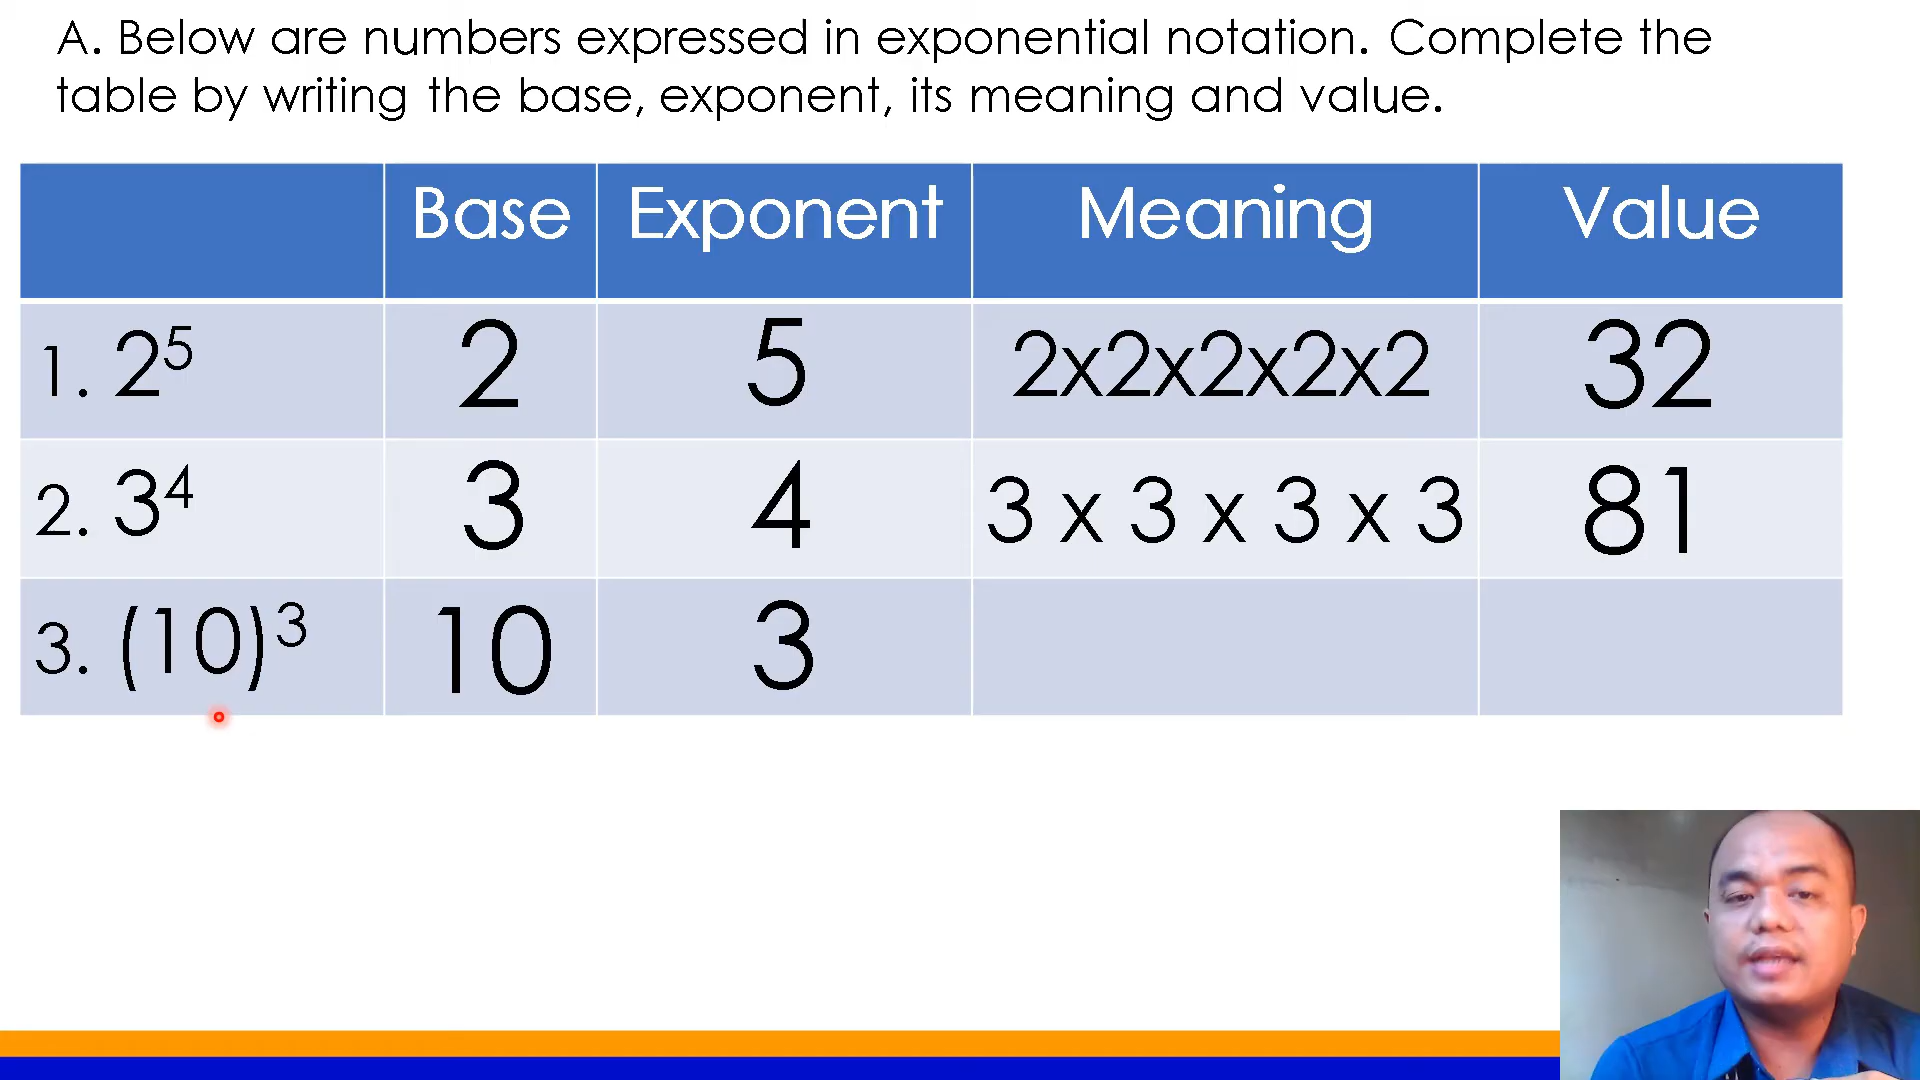 A. Below are numbers expressed in exponential notation. Complete the
table by writing the base, exponent, its meaning and value.
Base Exponent Meaning Value
1. 2⁵ 2 5 2x2x2x2x2 32
2. 3⁴ 3 4 3 x 3 x 3 x 3 81
3. (10)³ 10 3